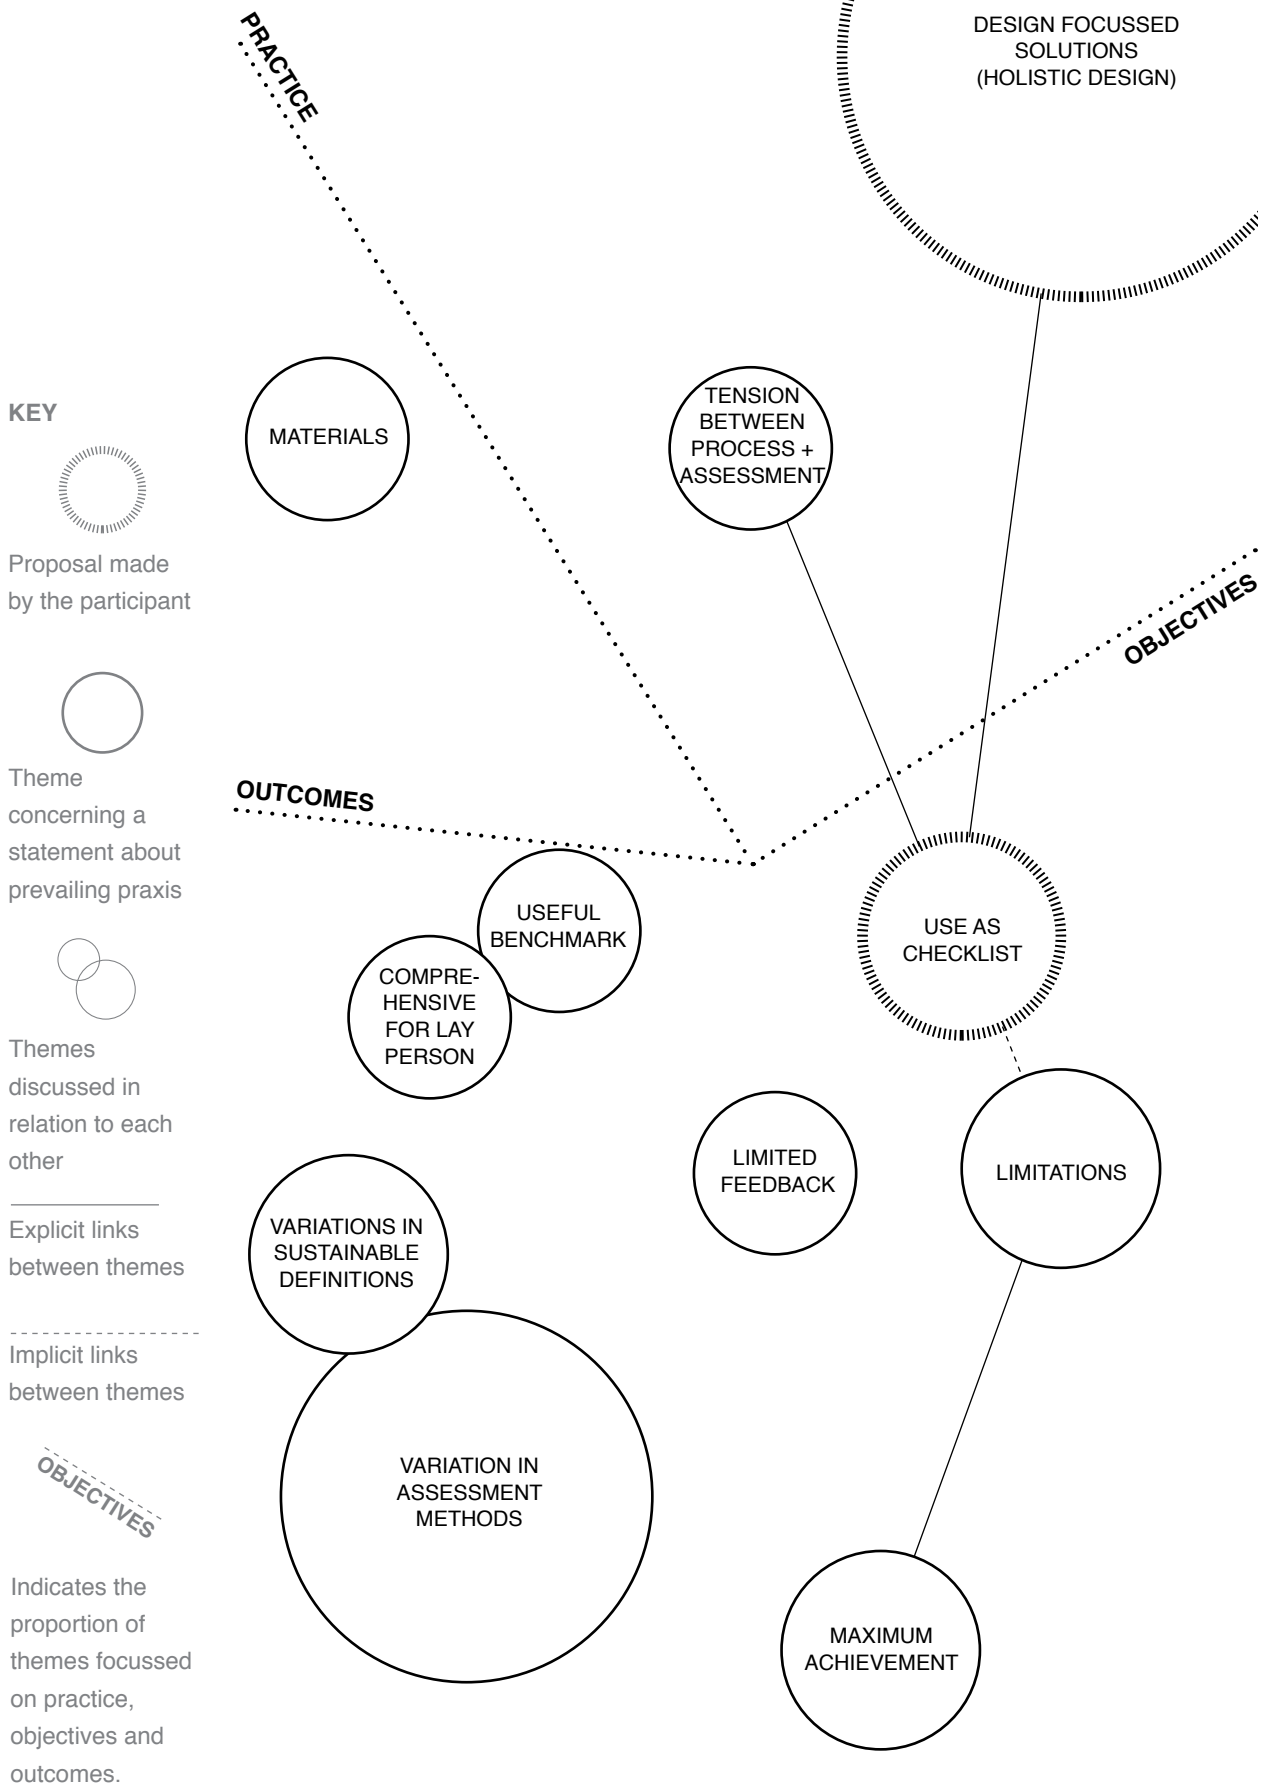 PRACTICE
DESIGN FOCUSSED
SOLUTIONS
(HOLISTIC DESIGN)
MATERIALS
TENSION
BETWEEN
PROCESS +
ASSESSMENT
OBJECTIVES
OUTCOMES
USEFUL
BENCHMARK
COMPRE-
HENSIVE
FOR LAY
PERSON
USE AS
CHECKLIST
LIMITED
FEEDBACK
LIMITATIONS
VARIATIONS IN
SUSTAINABLE
DEFINITIONS
VARIATION IN
ASSESSMENT
METHODS
MAXIMUM
ACHIEVEMENT
KEY
Proposal made
by the participant
Theme
concerning a
statement about
prevailing praxis
Themes
discussed in
relation to each
other
Explicit links
between themes
Implicit links
between themes
OBJECTIVES
Indicates the
proportion of
themes focussed
on practice,
objectives and
outcomes.